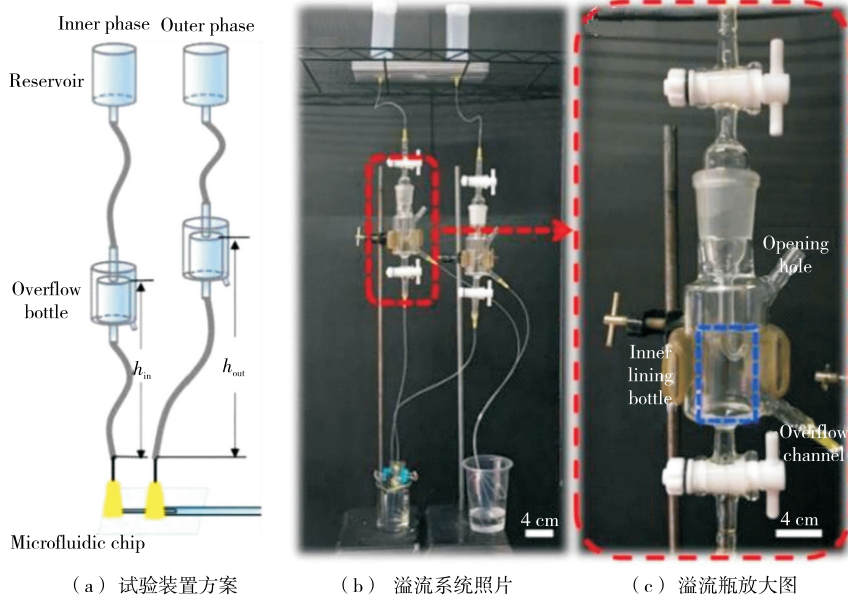 Inner phase
Outer phase
Reservoir
Overflow
bottle
h_in
h_out
Microfluidic chip
4 cm
Opening
hole
Inner
lining
bottle
Overflow
channel
4 cm
(a) 试验装置方案
(b) 溢流系统照片
(c) 溢流瓶放大图